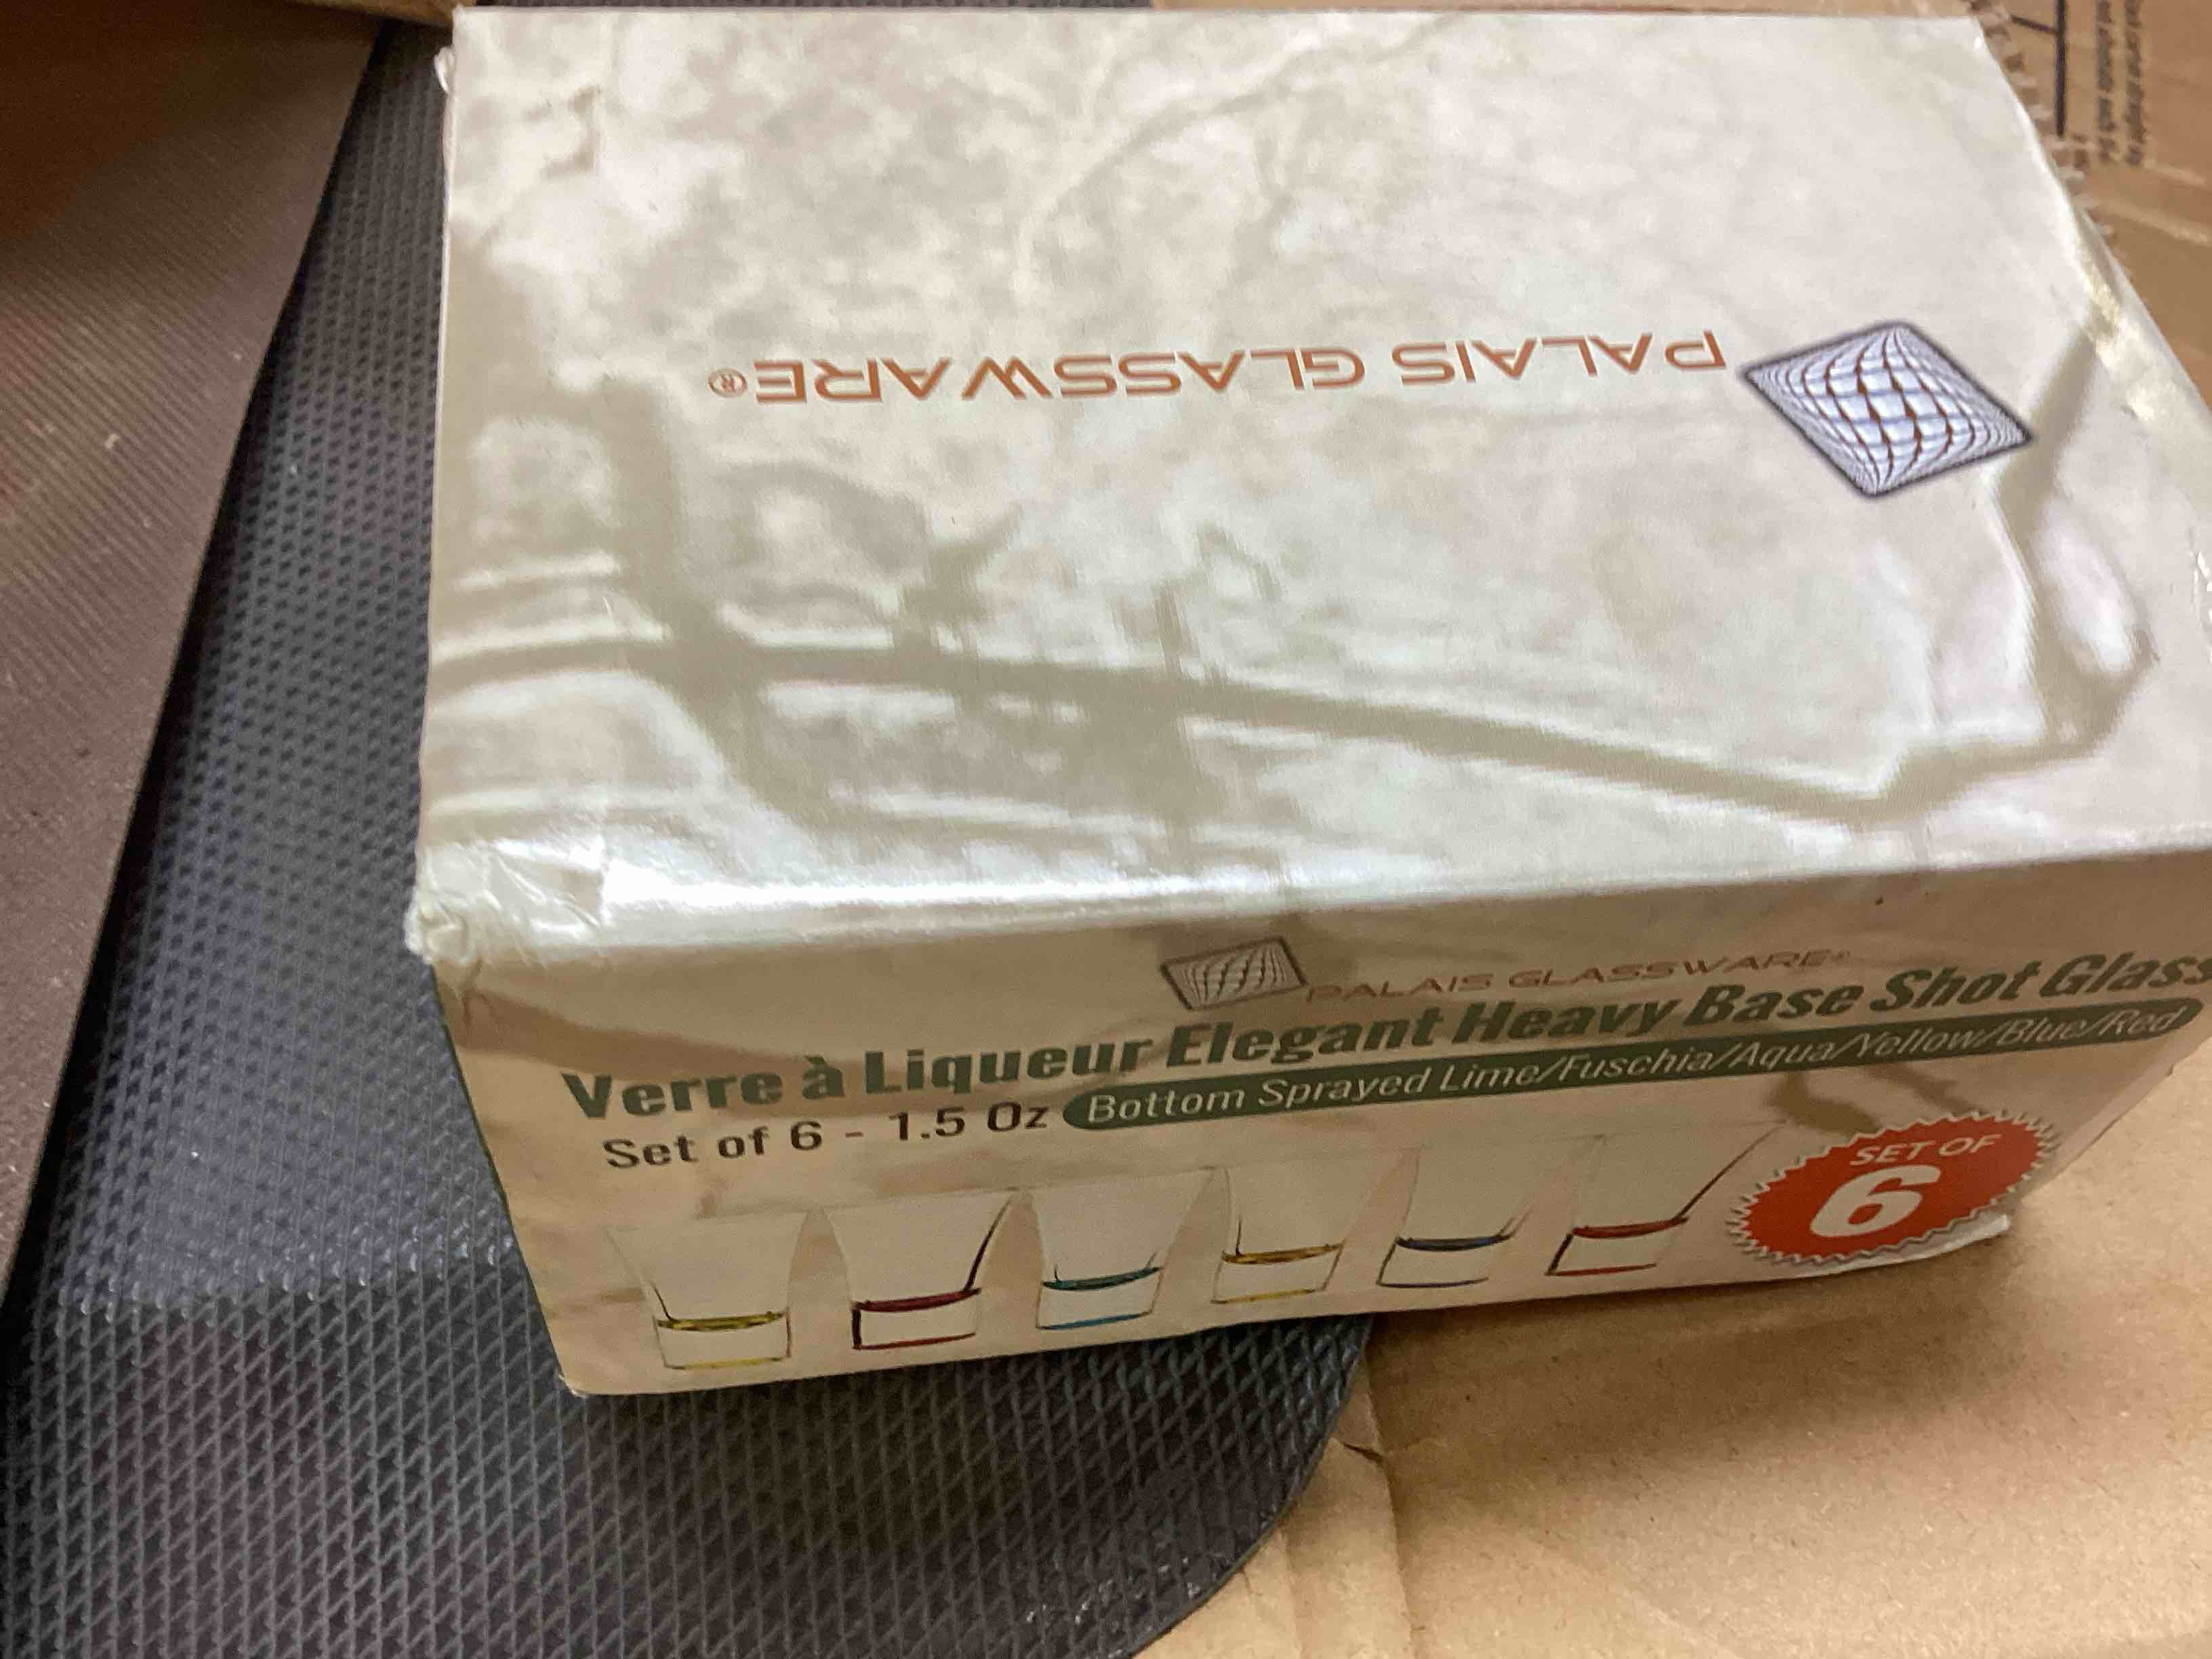 PALAIS GLASSWARE®
PALAIS GLASSWARE®
Verre à Liqueur Elegant Heavy Base Shot Glass
Set of 6 - 1.5 Oz Bottom Sprayed Lime/Fuschia/Aqua/Yellow/Blue/Red
SET OF
6